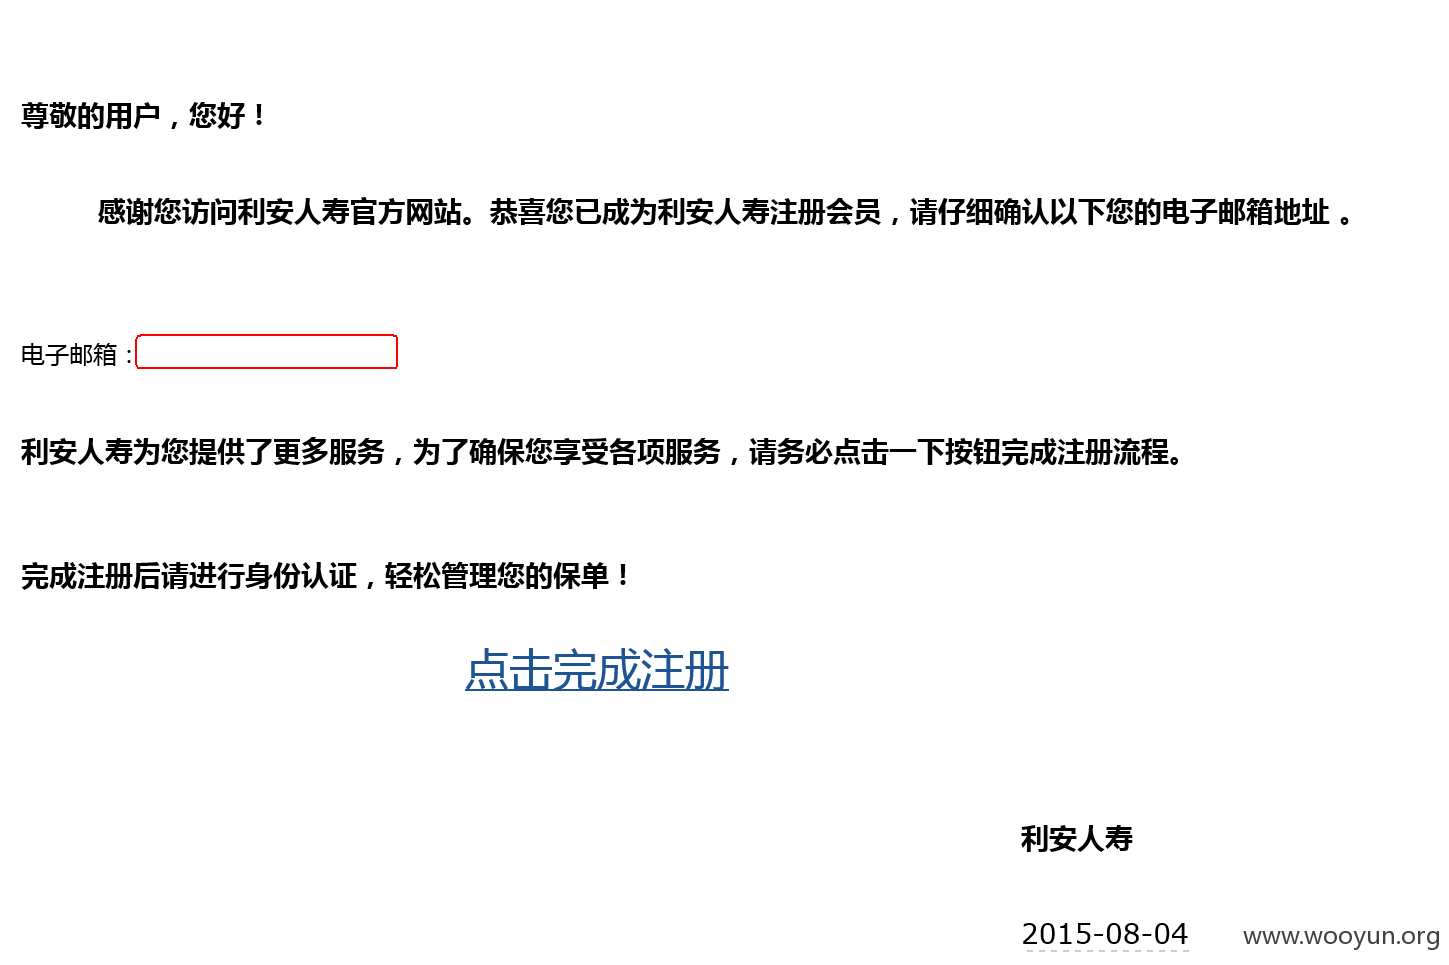 尊敬的用户，您好！
感谢您访问利安人寿官方网站。恭喜您已成为利安人寿注册会员，请仔细确认以下您的电子邮箱地址 。
电子邮箱：
利安人寿为您提供了更多服务，为了确保您享受各项服务，请务必点击一下按钮完成注册流程。
完成注册后请进行身份认证，轻松管理您的保单！
点击完成注册
利安人寿
2015-08-04
www.wooyun.org